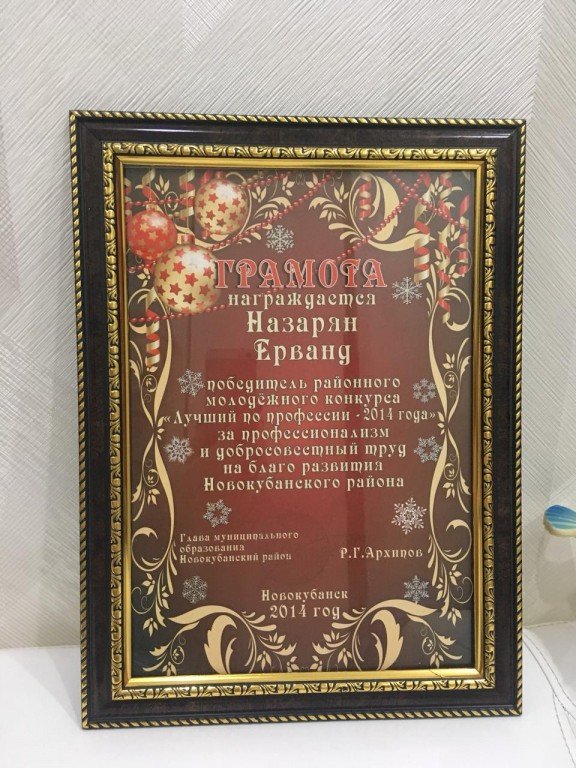 ГРАМОТА
награждается
Назарян
Ерванд
победитель районного
молодёжного конкурса
«Лучший по профессии - 2014 года»
за профессионализм
и добросовестный труд
на благо развития
Новокубанского района
Глава муниципального
образования
Новокубанский район
Р.Г.Архипов
Новокубанск
2014 год